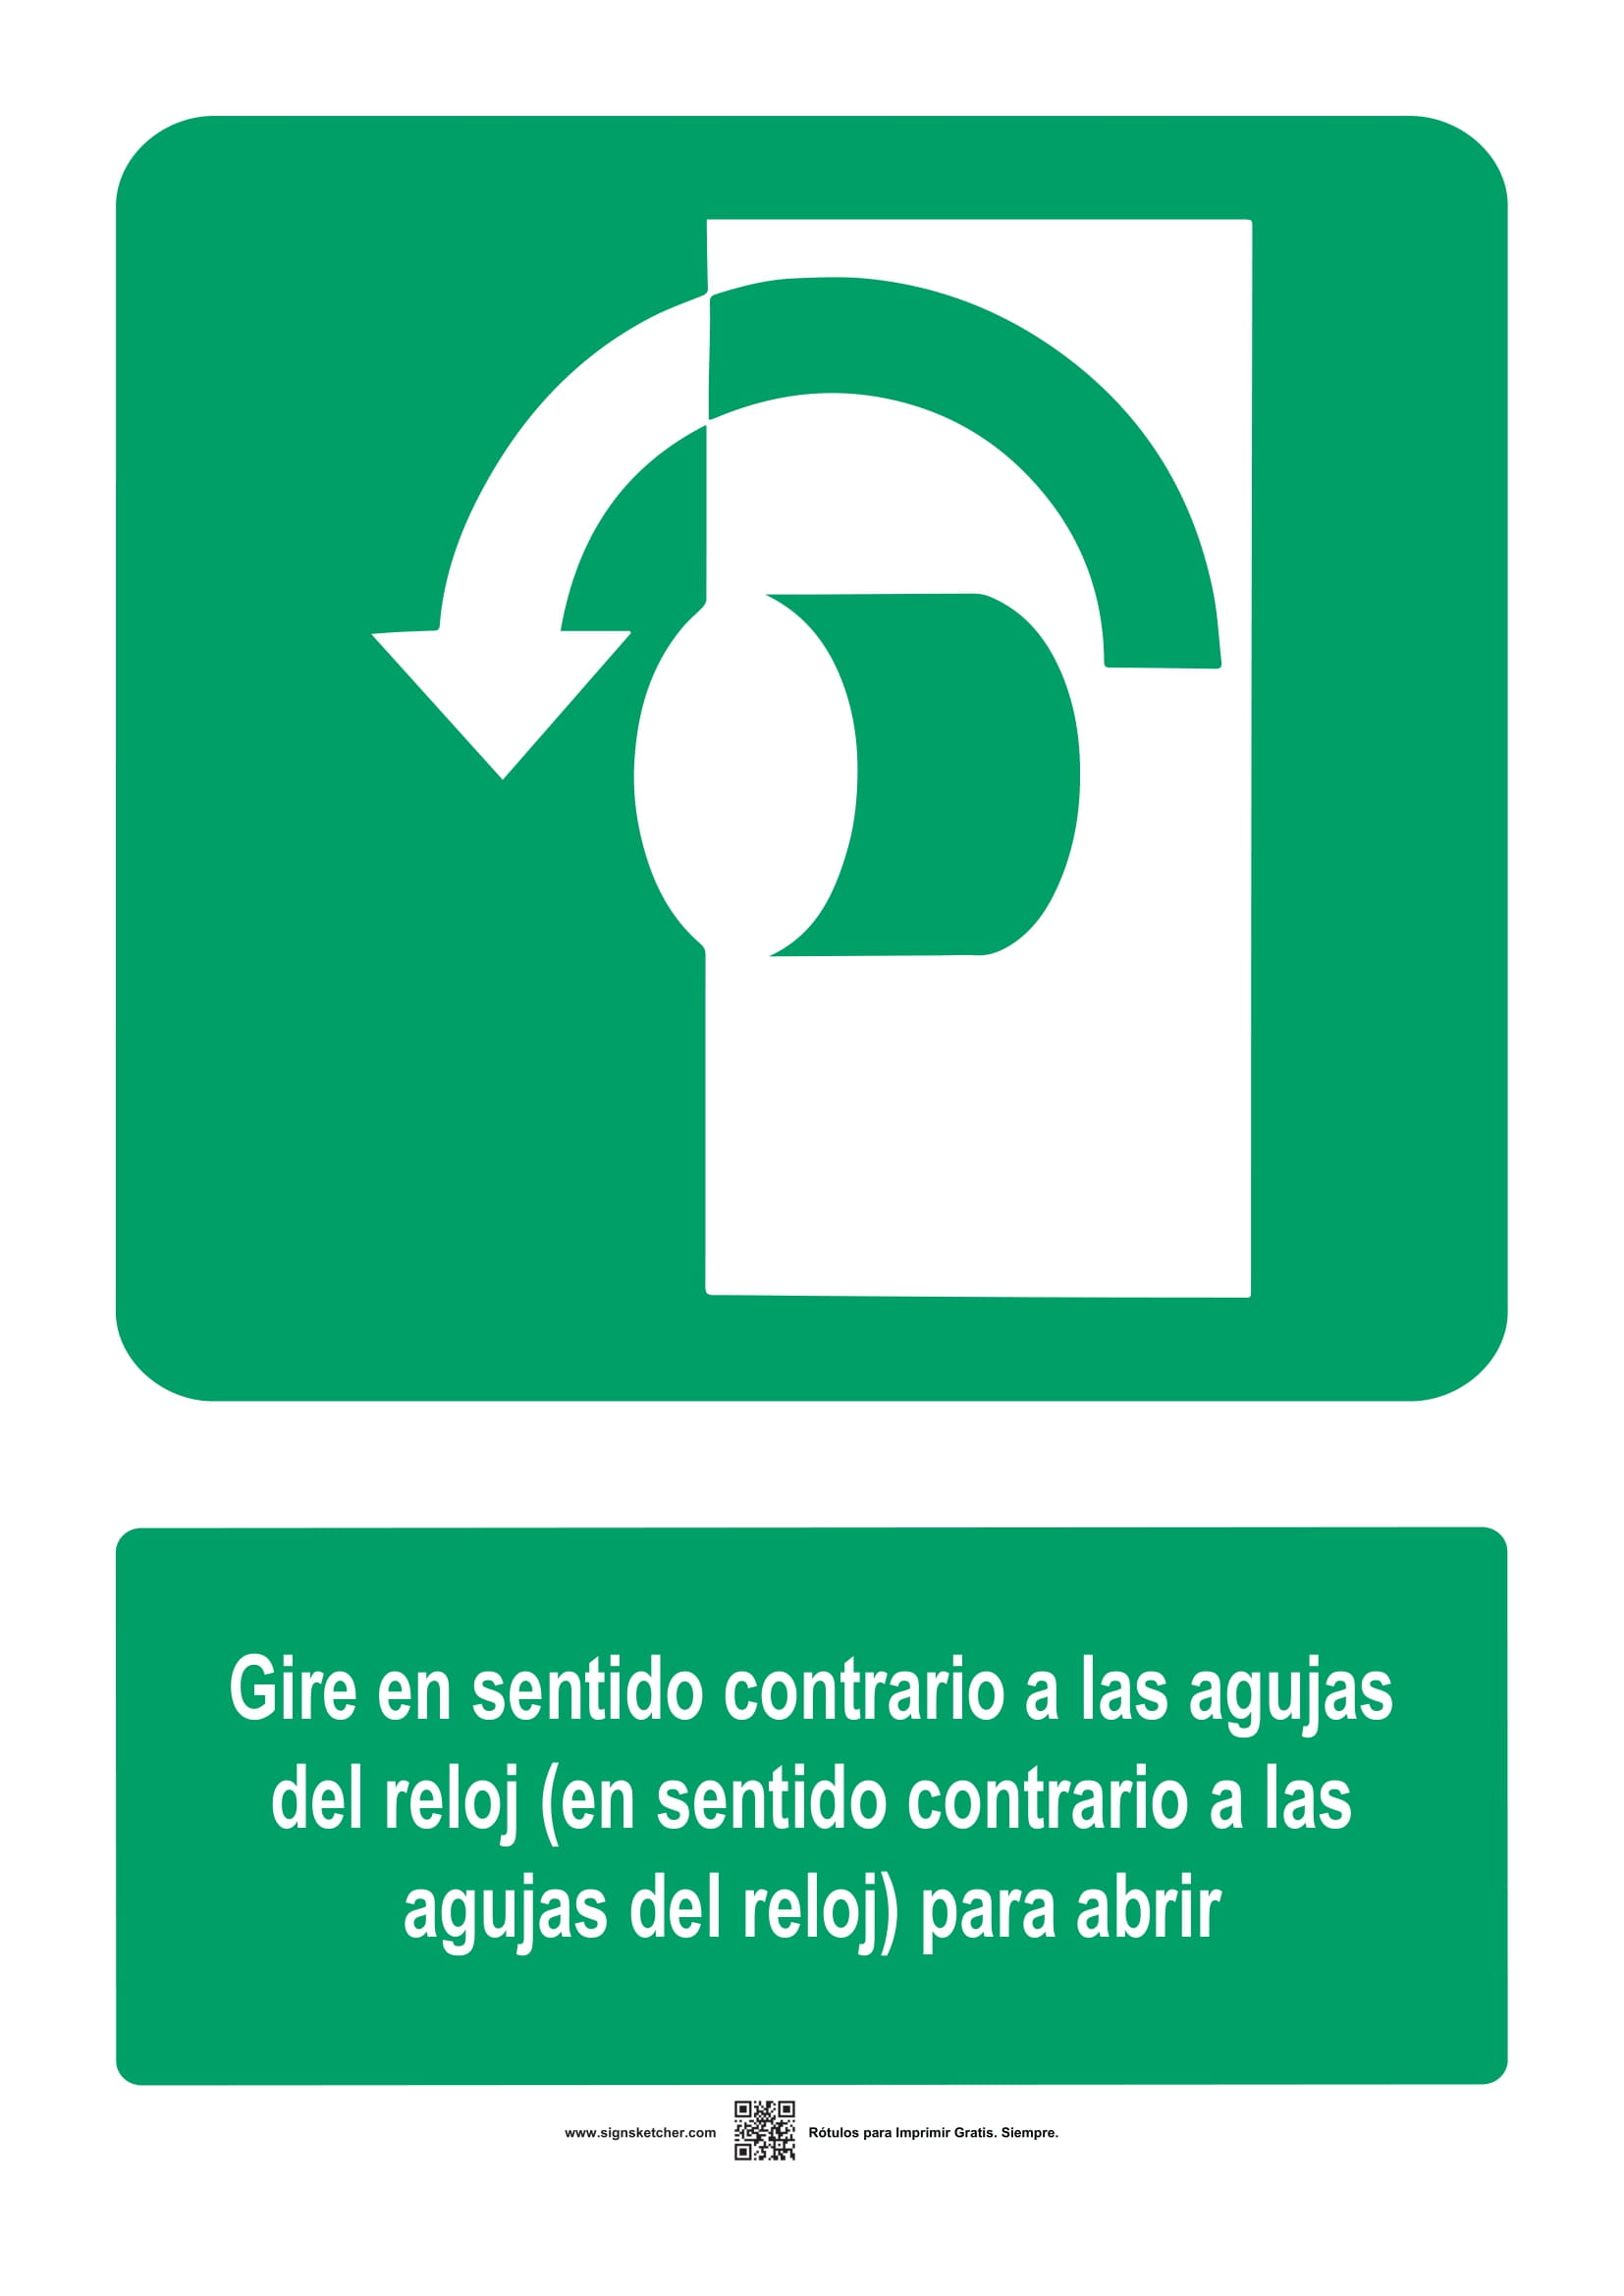 Gire en sentido contrario a las agujas
del reloj (en sentido contrario a las
agujas del reloj) para abrir
www.signsketcher.com
Rótulos para Imprimir Gratis. Siempre.